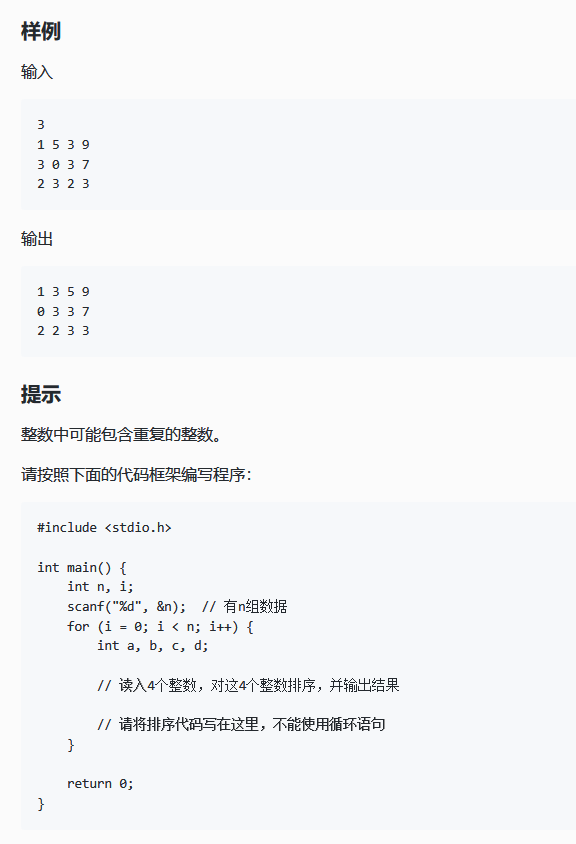 样例
输入
3
1 5 3 9
3 0 3 7
2 3 2 3
输出
1 3 5 9
0 3 3 7
2 2 3 3
提示
整数中可能包含重复的整数。
请按照下面的代码框架编写程序：
#include <stdio.h>
int main() {
    int n, i;
    scanf("%d", &n);  // 有n组数据
    for (i = 0; i < n; i++) {
        int a, b, c, d;
        // 读入4个整数，对这4个整数排序，并输出结果
        // 请将排序代码写在这里，不能使用循环语句
    }
    return 0;
}